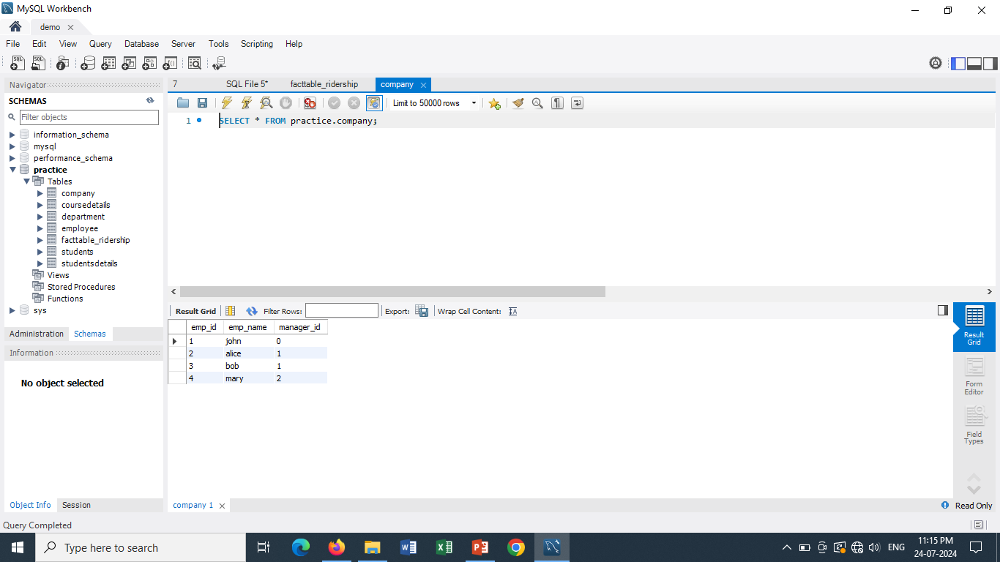 MySQL Workbench
demo
File Edit View Query Database Server Tools Scripting Help
Navigator
SCHEMAS
Filter objects
information_schema
mysql
performance_schema
practice
Tables
company
coursedetails
department
employee
facttable_ridership
students
studentsdetails
Views
Stored Procedures
Functions
sys
Administration Schemas
Information
No object selected
Object Info Session
7 SQL File 5* facttable_ridership company
Limit to 50000 rows
1 SELECT * FROM practice.company;
Result Grid Filter Rows: Export: Wrap Cell Content:
emp_id emp_name manager_id
1 john 0
2 alice 1
3 bob 1
4 mary 2
Result
Grid
Form
Editor
Field
Types
company 1
Read Only
Query Completed
Type here to search
ENG
11:15 PM
24-07-2024